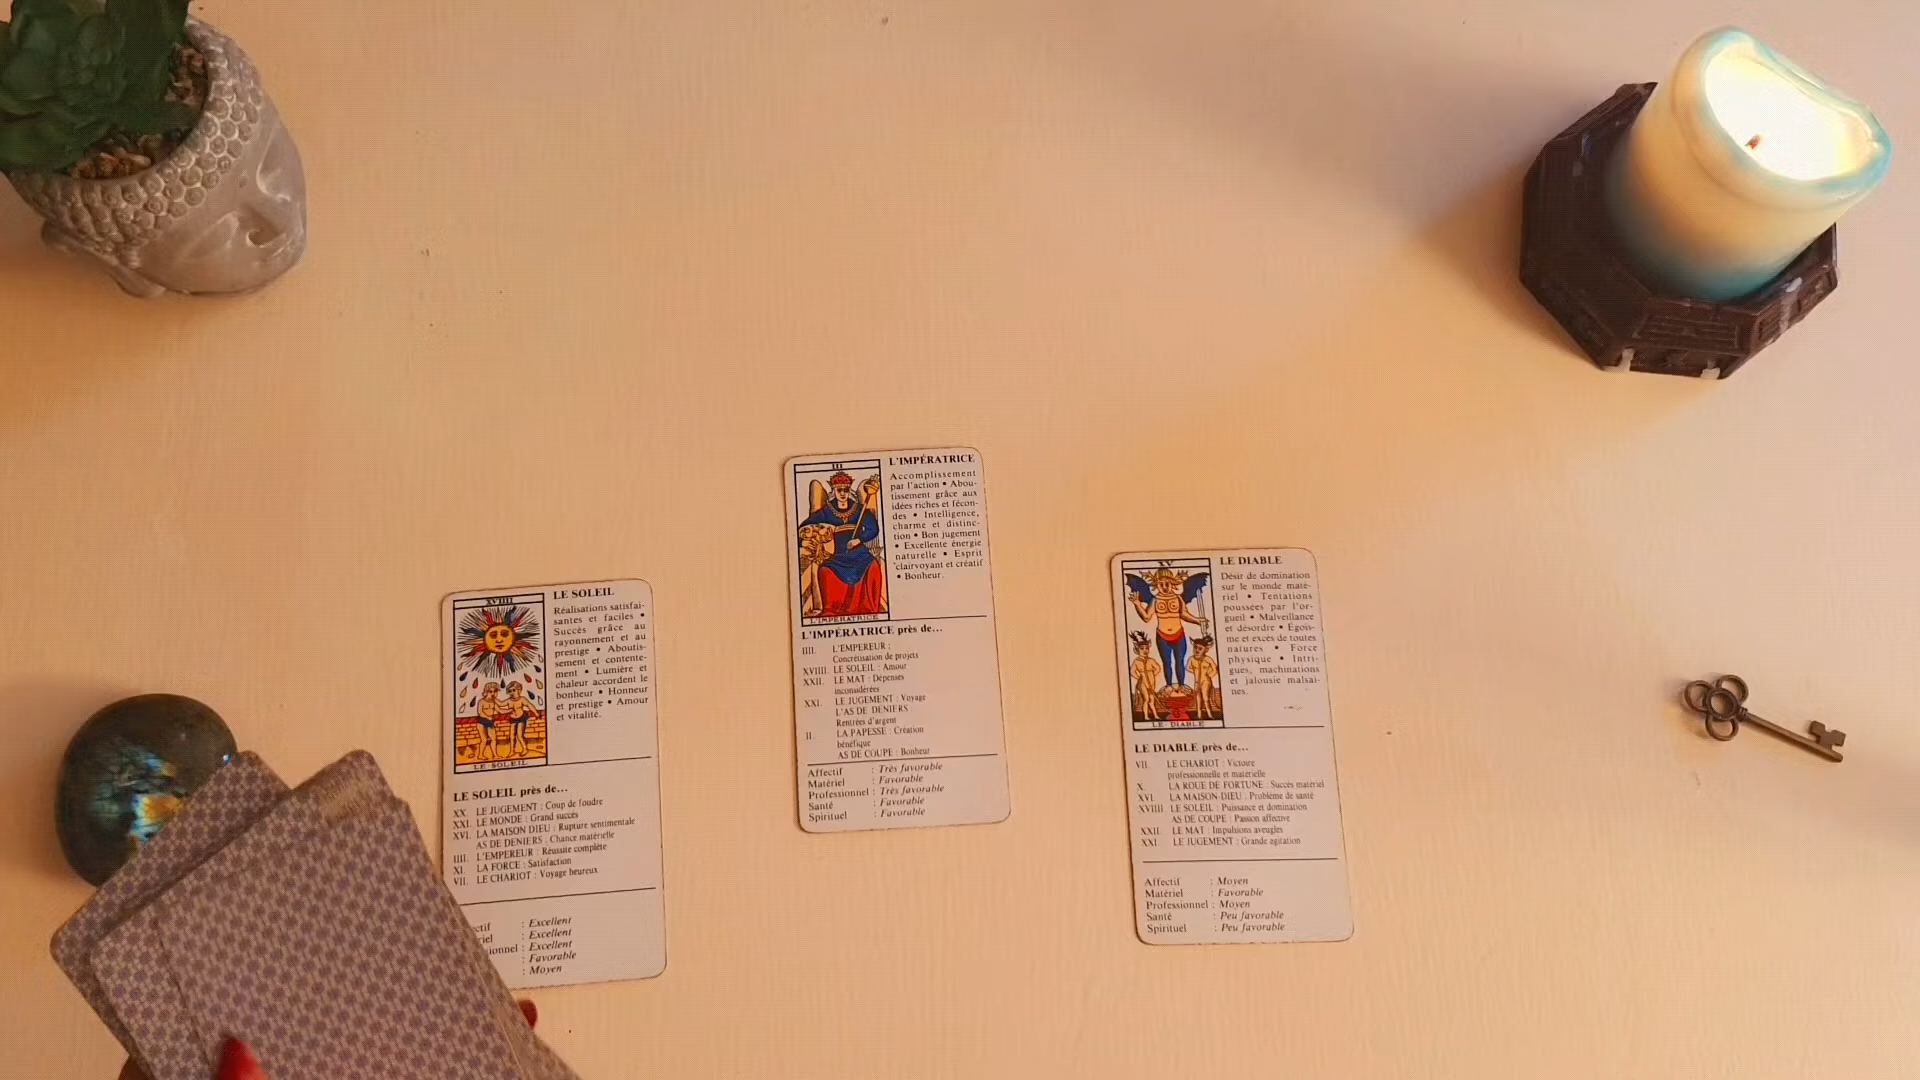 XVIIII
LE·SOLEIL
LE SOLEIL
Réalisations satisfai-
santes et faciles •
Succès grâce au
rayonnement et au
prestige • Aboutis-
sement et contente-
ment • Lumière et
chaleur accordent le
bonheur • Honneur
et prestige • Amour
et vitalité.
LE SOLEIL près de...
XX. LE JUGEMENT : Coup de foudre
XXI. LE MONDE : Grand succès
XVI. LA MAISON DIEU : Rupture sentimentale
AS DE DENIERS : Chance matérielle
IIII. L'EMPEREUR : Réussite complète
XI. LA FORCE : Satisfaction
VII. LE CHARIOT : Voyage heureux
ctif : Excellent
riel : Excellent
ionnel : Excellent
: Favorable
: Moyen
III
L'IMPERATRICE
L'IMPÉRATRICE
Accomplissement
par l'action • Abou-
tissement grâce aux
idées riches et fécon-
des • Intelligence,
charme et distinc-
tion • Bon jugement
• Excellente énergie
naturelle • Esprit
clairvoyant et créatif
• Bonheur.
L'IMPÉRATRICE près de...
IIII. L'EMPEREUR :
Concrétisation de projets
XVIIII. LE SOLEIL : Amour
XXII. LE MAT : Dépenses
inconsidérées
XXI. LE JUGEMENT : Voyage
L'AS DE DENIERS :
Rentrées d'argent
II. LA PAPESSE : Création
bénéfique
AS DE COUPE : Bonheur
Affectif : Très favorable
Matériel : Favorable
Professionnel : Très favorable
Santé : Favorable
Spirituel : Favorable
XV
LE·DIABLE
LE DIABLE
Désir de domination
sur le monde maté-
riel • Tentations
poussées par l'or-
gueil • Malveillance
et désordre • Égoïs-
me et excès de toutes
natures • Force
physique • Intri-
gues, machinations
et jalousie malsai-
nes.
LE DIABLE près de...
VII. LE CHARIOT : Victoire
professionnelle et matérielle
X. LA ROUE DE FORTUNE : Succès matériel
XVI. LA MAISON-DIEU : Problème de santé
XVIIII LE SOLEIL : Puissance et domination
AS DE COUPE : Passion affective
XXII. LE MAT : Impulsions aveugles
XXI. LE JUGEMENT : Grande agitation
Affectif : Moyen
Matériel : Favorable
Professionnel : Moyen
Santé : Peu favorable
Spirituel : Peu favorable